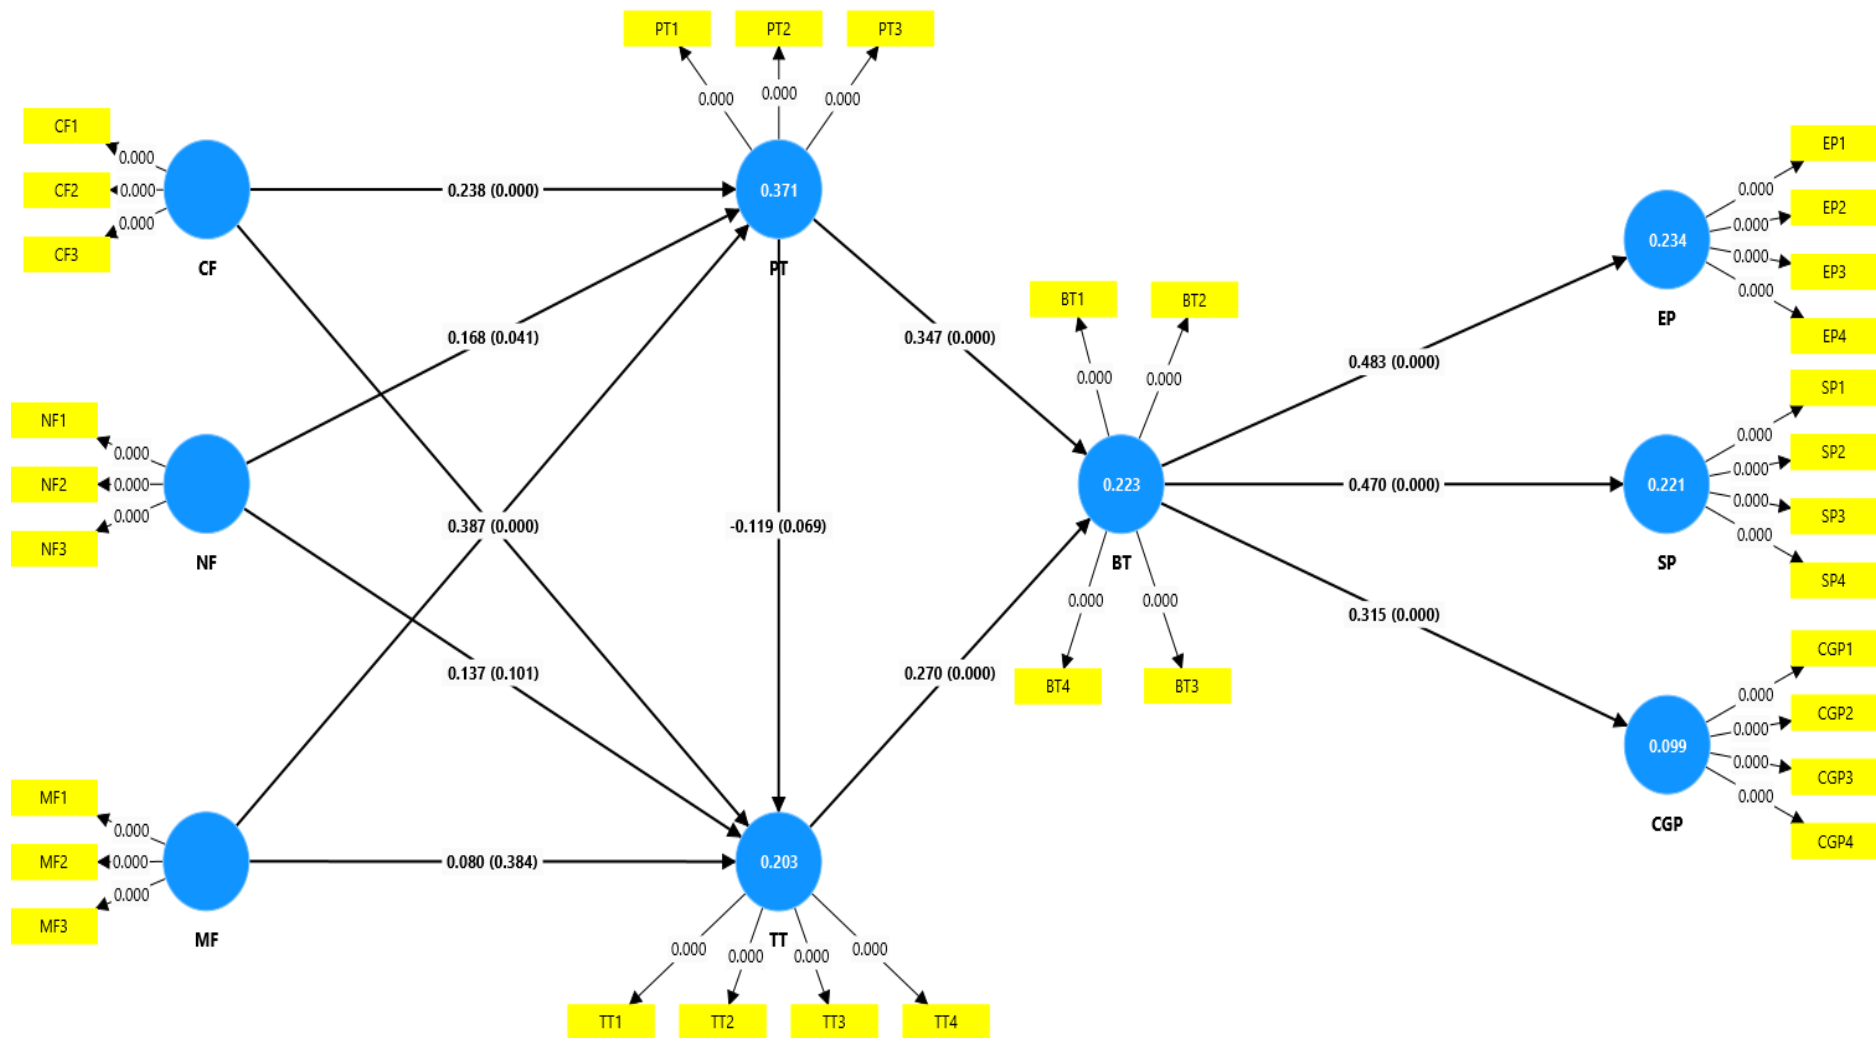 PT1
PT2
PT3
0.000
0.000
0.000
CF1
CF2
CF3
0.000
0.000
0.000
CF
0.238 (0.000)
0.371
PT
0.168 (0.041)
0.347 (0.000)
NF1
NF2
NF3
0.000
0.000
0.000
NF
0.387 (0.000)
-0.119 (0.069)
0.137 (0.101)
0.270 (0.000)
MF1
MF2
MF3
0.000
0.000
0.000
MF
0.080 (0.384)
0.203
TT
0.000
0.000
0.000
0.000
TT1
TT2
TT3
TT4
BT1
BT2
0.000
0.000
0.223
BT
0.000
0.000
BT4
BT3
0.483 (0.000)
0.470 (0.000)
0.315 (0.000)
0.234
EP
0.000
0.000
0.000
0.000
EP1
EP2
EP3
EP4
0.221
SP
0.000
0.000
0.000
0.000
SP1
SP2
SP3
SP4
0.099
CGP
0.000
0.000
0.000
0.000
CGP1
CGP2
CGP3
CGP4